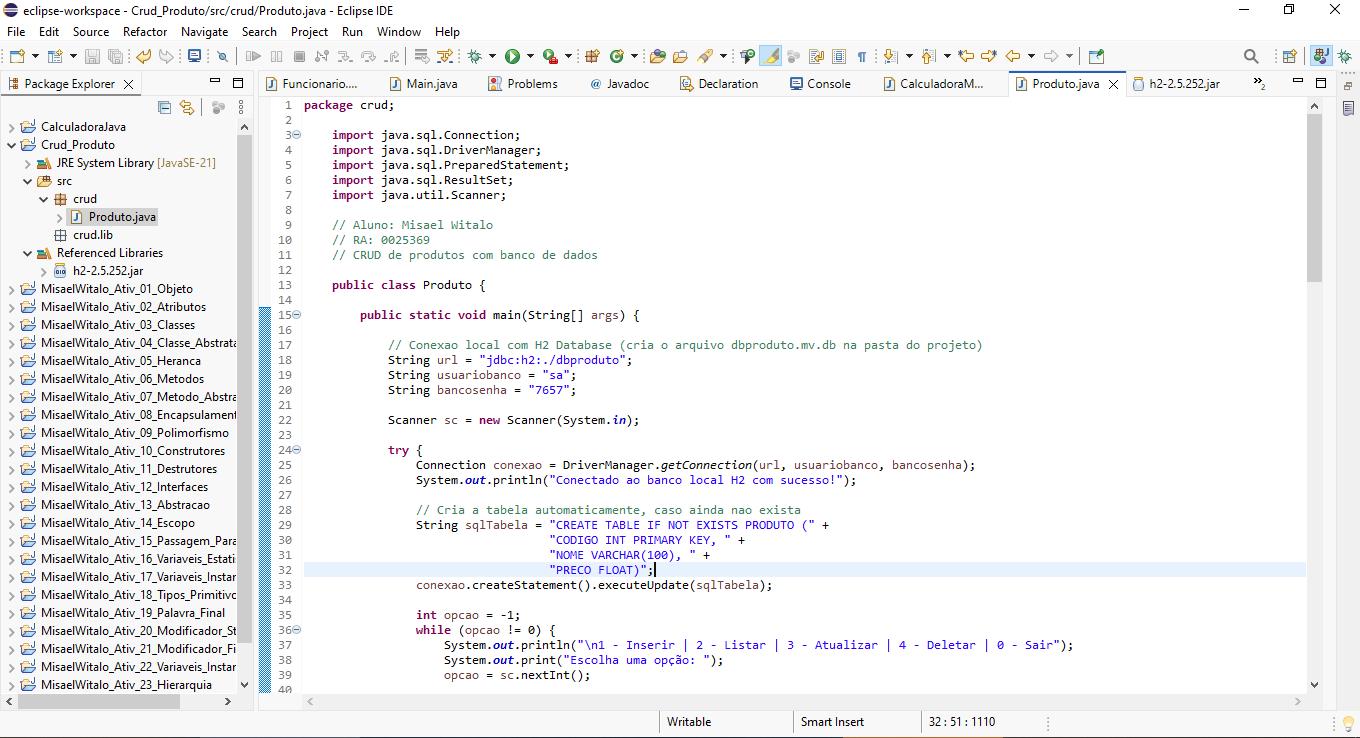 eclipse-workspace - Crud_Produto/src/crud/Produto.java - Eclipse IDE
File Edit Source Refactor Navigate Search Project Run Window Help
Package Explorer
CalculadoraJava
Crud_Produto
JRE System Library [JavaSE-21]
src
crud
Produto.java
crud.lib
Referenced Libraries
h2-2.5.252.jar
MisaelWitalo_Ativ_01_Objeto
MisaelWitalo_Ativ_02_Atributos
MisaelWitalo_Ativ_03_Classes
MisaelWitalo_Ativ_04_Classe_Abstrata
MisaelWitalo_Ativ_05_Heranca
MisaelWitalo_Ativ_06_Metodos
MisaelWitalo_Ativ_07_Metodo_Abstra
MisaelWitalo_Ativ_08_Encapsulament
MisaelWitalo_Ativ_09_Polimorfismo
MisaelWitalo_Ativ_10_Construtores
MisaelWitalo_Ativ_11_Destrutores
MisaelWitalo_Ativ_12_Interfaces
MisaelWitalo_Ativ_13_Abstracao
MisaelWitalo_Ativ_14_Escopo
MisaelWitalo_Ativ_15_Passagem_Para
MisaelWitalo_Ativ_16_Variaveis_Estati
MisaelWitalo_Ativ_17_Variaveis_Instar
MisaelWitalo_Ativ_18_Tipos_Primitivo
MisaelWitalo_Ativ_19_Palavra_Final
MisaelWitalo_Ativ_20_Modificador_St
MisaelWitalo_Ativ_21_Modificador_Fi
MisaelWitalo_Ativ_22_Variaveis_Instar
MisaelWitalo_Ativ_23_Hierarquia
Funcionario.... Main.java Problems @ Javadoc Declaration Console CalculadoraM... Produto.java h2-2.5.252.jar »2
1 package crud;
2
3 import java.sql.Connection;
4 import java.sql.DriverManager;
5 import java.sql.PreparedStatement;
6 import java.sql.ResultSet;
7 import java.util.Scanner;
8
9 // Aluno: Misael Witalo
10 // RA: 0025369
11 // CRUD de produtos com banco de dados
12
13 public class Produto {
14
15 public static void main(String[] args) {
16
17 // Conexao local com H2 Database (cria o arquivo dbproduto.mv.db na pasta do projeto)
18 String url = "jdbc:h2:./dbproduto";
19 String usuariobanco = "sa";
20 String bancosenha = "7657";
21
22 Scanner sc = new Scanner(System.in);
23
24 try {
25 Connection conexao = DriverManager.getConnection(url, usuariobanco, bancosenha);
26 System.out.println("Conectado ao banco local H2 com sucesso!");
27
28 // Cria a tabela automaticamente, caso ainda nao exista
29 String sqlTabela = "CREATE TABLE IF NOT EXISTS PRODUTO (" +
30 "CODIGO INT PRIMARY KEY, " +
31 "NOME VARCHAR(100), " +
32 "PRECO FLOAT)";
33 conexao.createStatement().executeUpdate(sqlTabela);
34
35 int opcao = -1;
36 while (opcao != 0) {
37 System.out.println("\n1 - Inserir | 2 - Listar | 3 - Atualizar | 4 - Deletar | 0 - Sair");
38 System.out.print("Escolha uma opção: ");
39 opcao = sc.nextInt();
40
Writable Smart Insert 32 : 51 : 1110